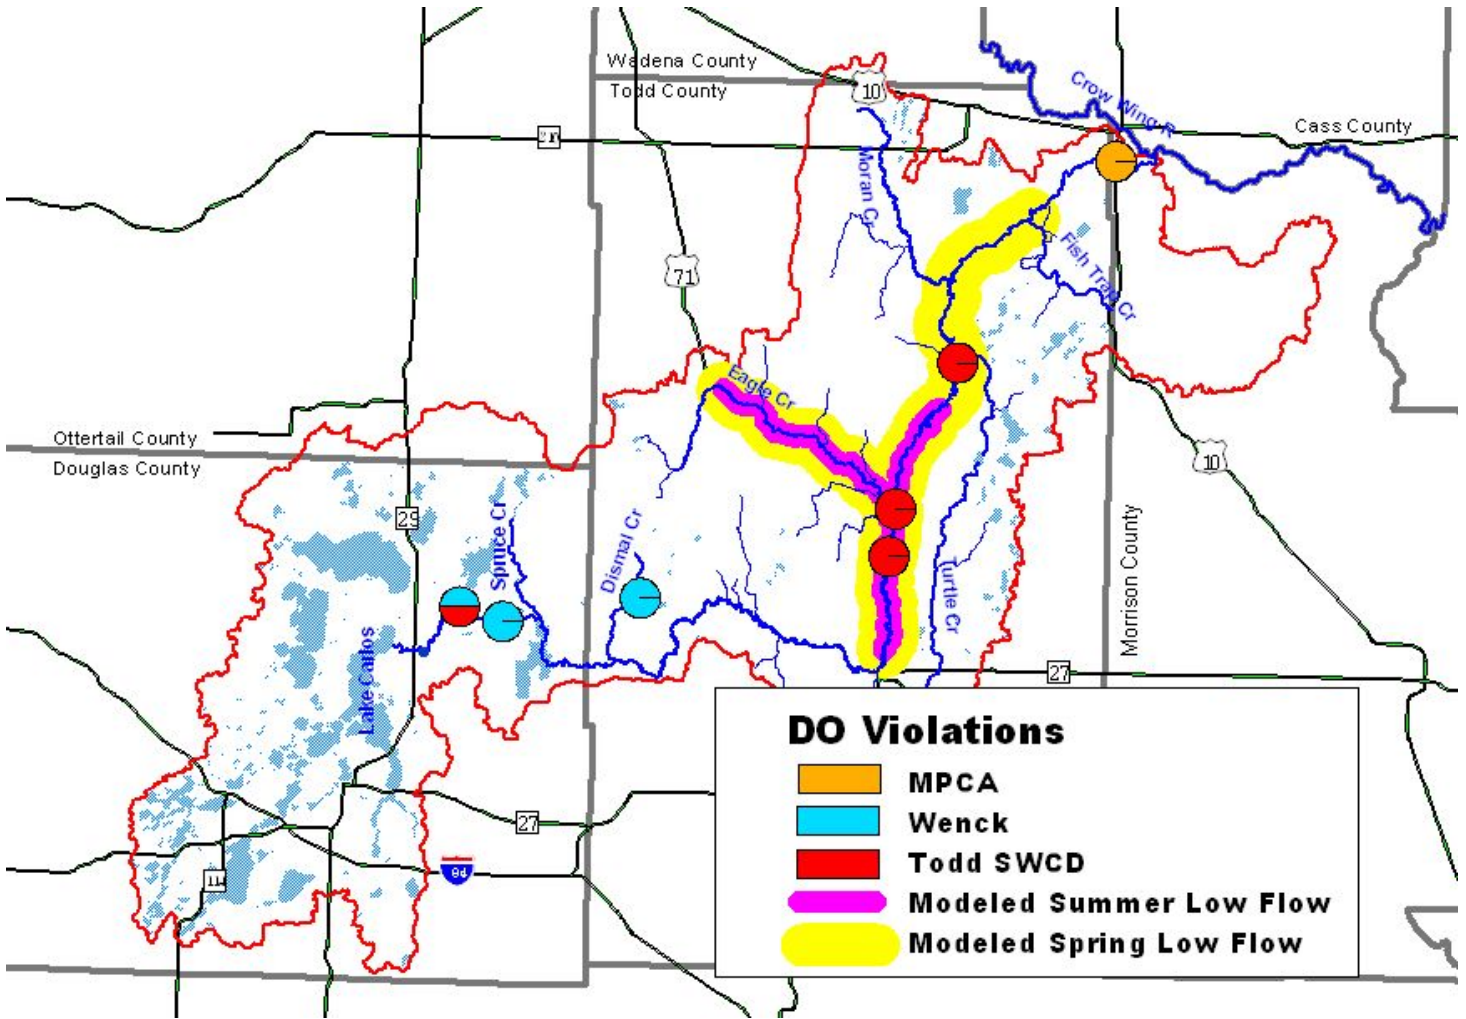 Wadena County
Todd County
10
Crow Wing R
Cass County
Moran Cr
71
Fish Trap Cr
Eagle Cr
Ottertail County
Douglas County
10
29
Spruce Cr
Dismal Cr
Turtle Cr
Morrison County
Lake Carlos
27
DO Violations
MPCA
Wenck
Todd SWCD
Modeled Summer Low Flow
Modeled Spring Low Flow
27